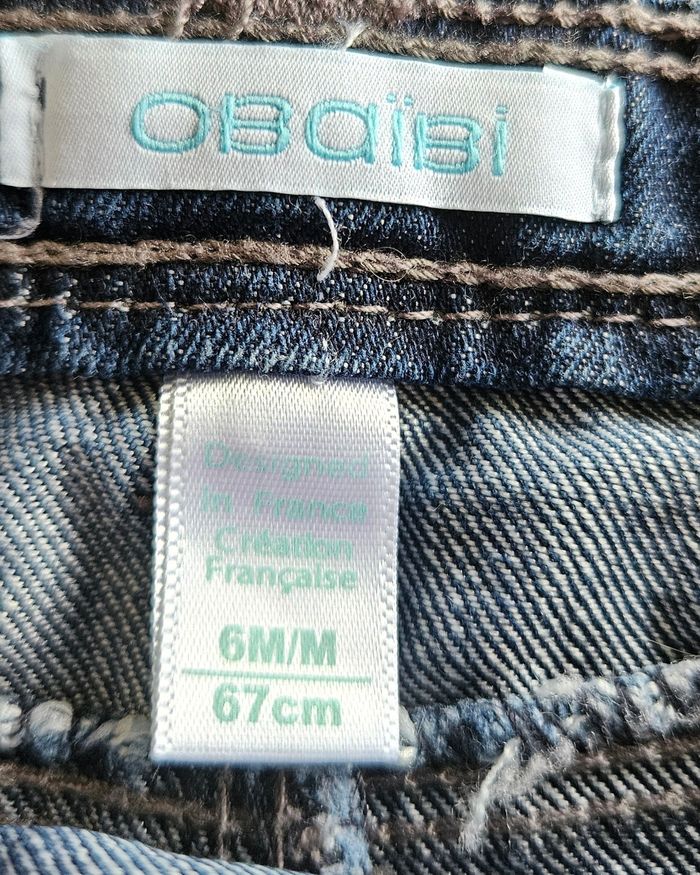 OBaïBi
Designed
in France
Création
Française
6M/M
67cm